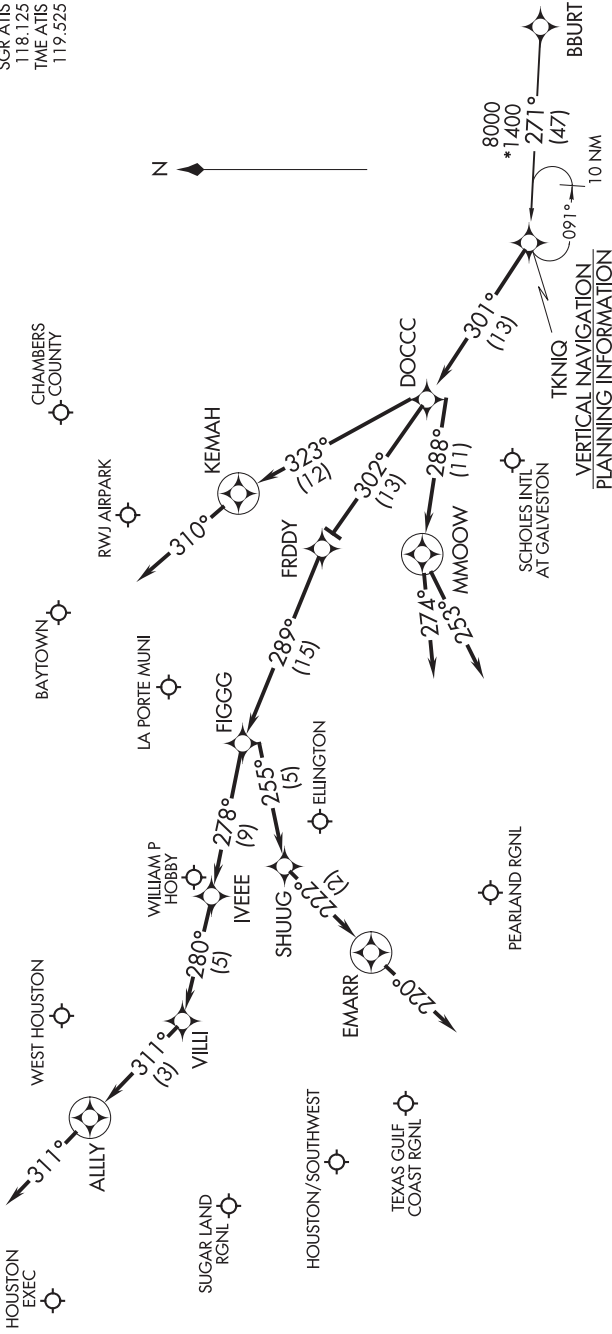 SGR ATIS
118.125
TME ATIS
119.525
N
BBURT
8000
*1400
271°
(47)
10 NM
091°
TKNIQ
VERTICAL NAVIGATION
PLANNING INFORMATION
301°
(13)
DOCCC
CHAMBERS
COUNTY
KEMAH
323°
(12)
310°
RWJ AIRPARK
302°
(13)
288°
(11)
MMOOW
274°
253°
SCHOLES INTL
AT GALVESTON
FRDDY
BAYTOWN
LA PORTE MUNI
289°
(15)
FIGGG
278°
(9)
255°
(5)
ELLINGTON
WILLIAM P
HOBBY
IVEEE
SHUUG
222°
(2)
EMARR
220°
PEARLAND RGNL
280°
(5)
VILLI
WEST HOUSTON
311°
(3)
ALLLY
311°
HOUSTON
EXEC
SUGAR LAND
RGNL
HOUSTON/SOUTHWEST
TEXAS GULF
COAST RGNL